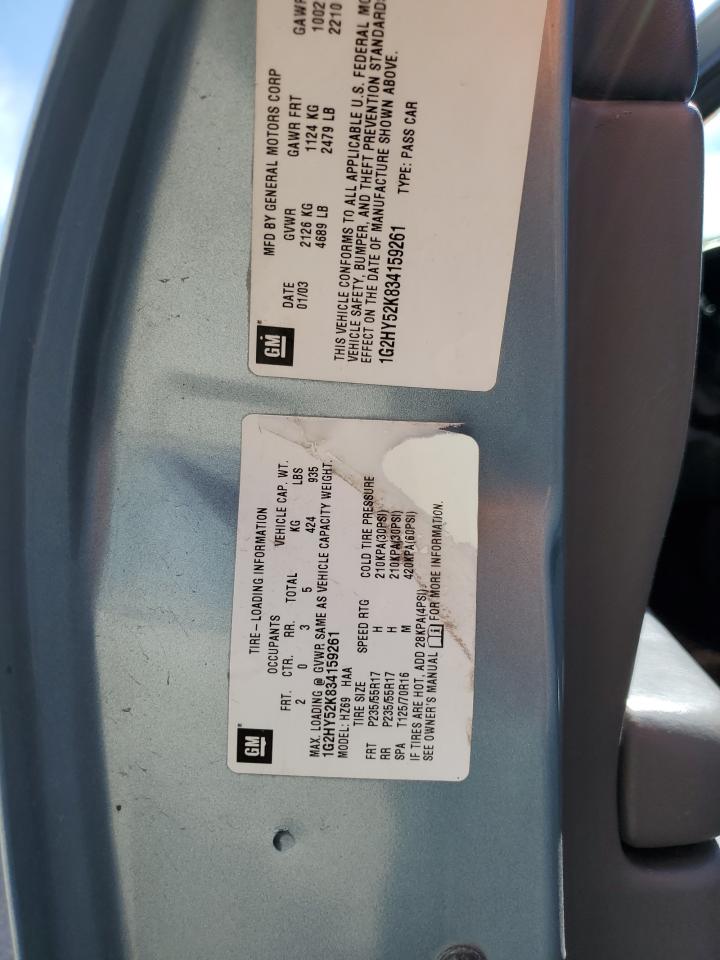 GM
MFD BY GENERAL MOTORS CORP
DATE GVWR GAWR FRT GAWR
01/03 2126 KG 1124 KG 1002
4689 LB 2479 LB 2210
THIS VEHICLE CONFORMS TO ALL APPLICABLE U.S. FEDERAL MO
VEHICLE SAFETY, BUMPER, AND THEFT PREVENTION STANDARDS
EFFECT ON THE DATE OF MANUFACTURE SHOWN ABOVE.
1G2HY52K834159261 TYPE: PASS CAR
GM
TIRE-LOADING INFORMATION
OCCUPANTS VEHICLE CAP. WT.
FRT. CTR. RR. TOTAL KG LBS
2 0 3 5 424 935
MAX. LOADING @ GVWR SAME AS VEHICLE CAPACITY WEIGHT.
1G2HY52K834159261
MODEL: HZ69 HAA
TIRE SIZE SPEED RTG COLD TIRE PRESSURE
FRT P235/55R17 H 210KPA(30PSI)
RR P235/55R17 H 210KPA(30PSI)
SPA T125/70R16 M 420KPA(60PSI)
IF TIRES ARE HOT, ADD 28KPA(4PSI)
SEE OWNER'S MANUAL FOR MORE INFORMATION.